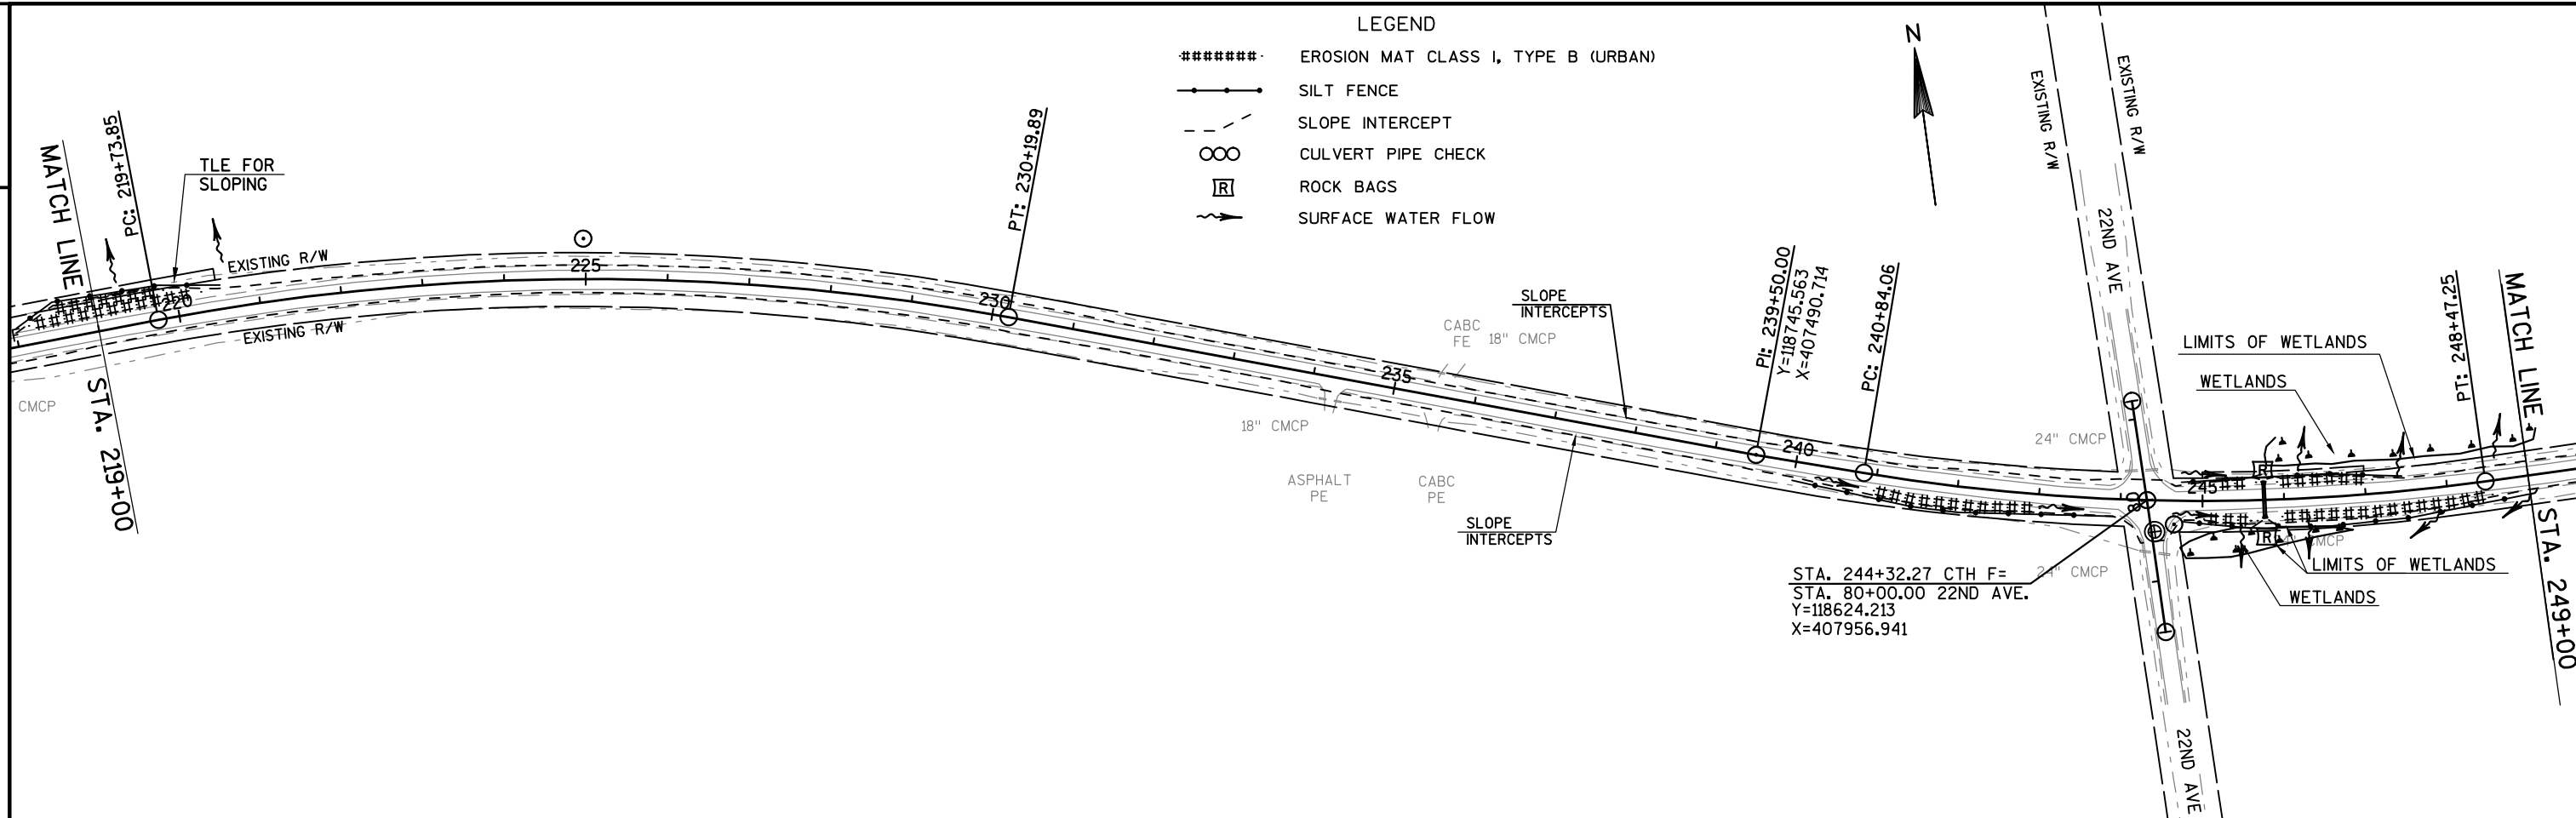 LEGEND
EROSION MAT CLASS I, TYPE B (URBAN)
SILT FENCE
SLOPE INTERCEPT
CULVERT PIPE CHECK
R
ROCK BAGS
SURFACE WATER FLOW
N
MATCH LINE
STA. 219+00
PC: 219+73.85
TLE FOR
SLOPING
EXISTING R/W
EXISTING R/W
CMCP
220
225
230
PT: 230+19.89
235
CABC
FE
18" CMCP
SLOPE
INTERCEPTS
18" CMCP
ASPHALT
PE
CABC
PE
SLOPE
INTERCEPTS
PI: 239+50.00
Y=118745.563
X=407490.714
240
PC: 240+84.06
EXISTING R/W
EXISTING R/W
22ND AVE
24" CMCP
80
245
R
R
LIMITS OF WETLANDS
WETLANDS
PT: 248+47.25
MATCH LINE
STA. 249+00
CMCP
LIMITS OF WETLANDS
WETLANDS
24" CMCP
STA. 244+32.27 CTH F=
STA. 80+00.00 22ND AVE.
Y=118624.213
X=407956.941
22ND AVE